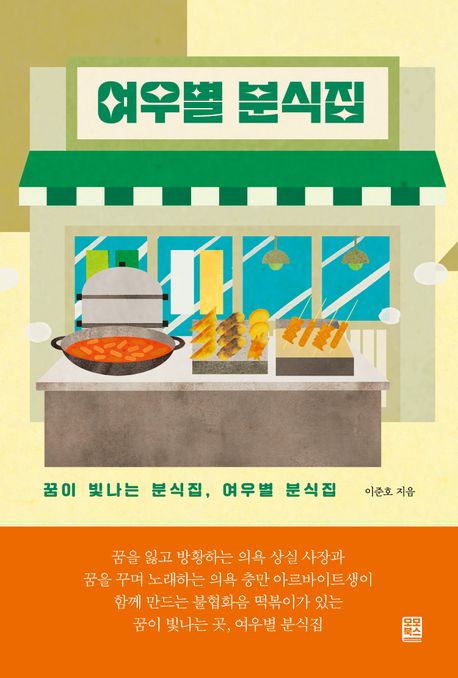 여우별 분식집
꿈이 빛나는 분식집, 여우별 분식집
이준호 지음
꿈을 잃고 방황하는 의욕 상실 사장과
꿈을 꾸며 노래하는 의욕 충만 아르바이트생이
함께 만드는 불협화음 떡볶이가 있는
꿈이 빛나는 곳, 여우별 분식집
모모
북스